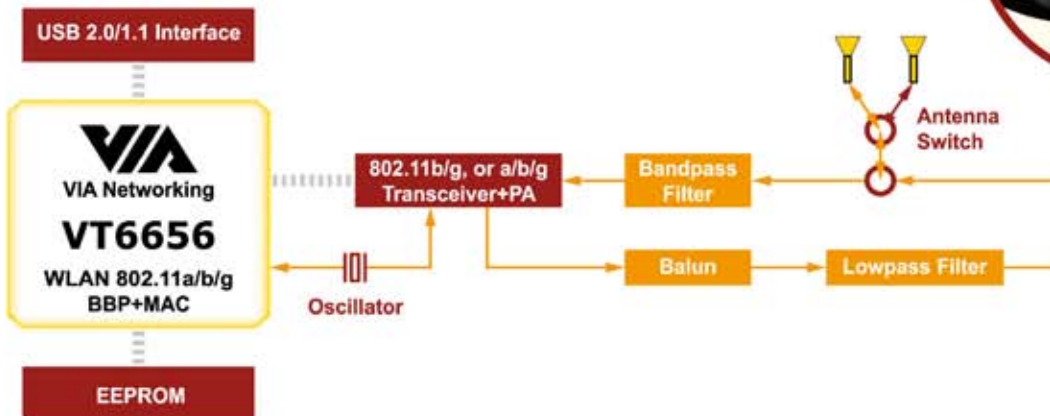 USB 2.0/1.1 Interface
VIA
VIA Networking
VT6656
WLAN 802.11a/b/g
BBP+MAC
EEPROM
Oscillator
802.11b/g, or a/b/g
Transceiver+PA
Bandpass
Filter
Balun
Lowpass Filter
Antenna
Switch